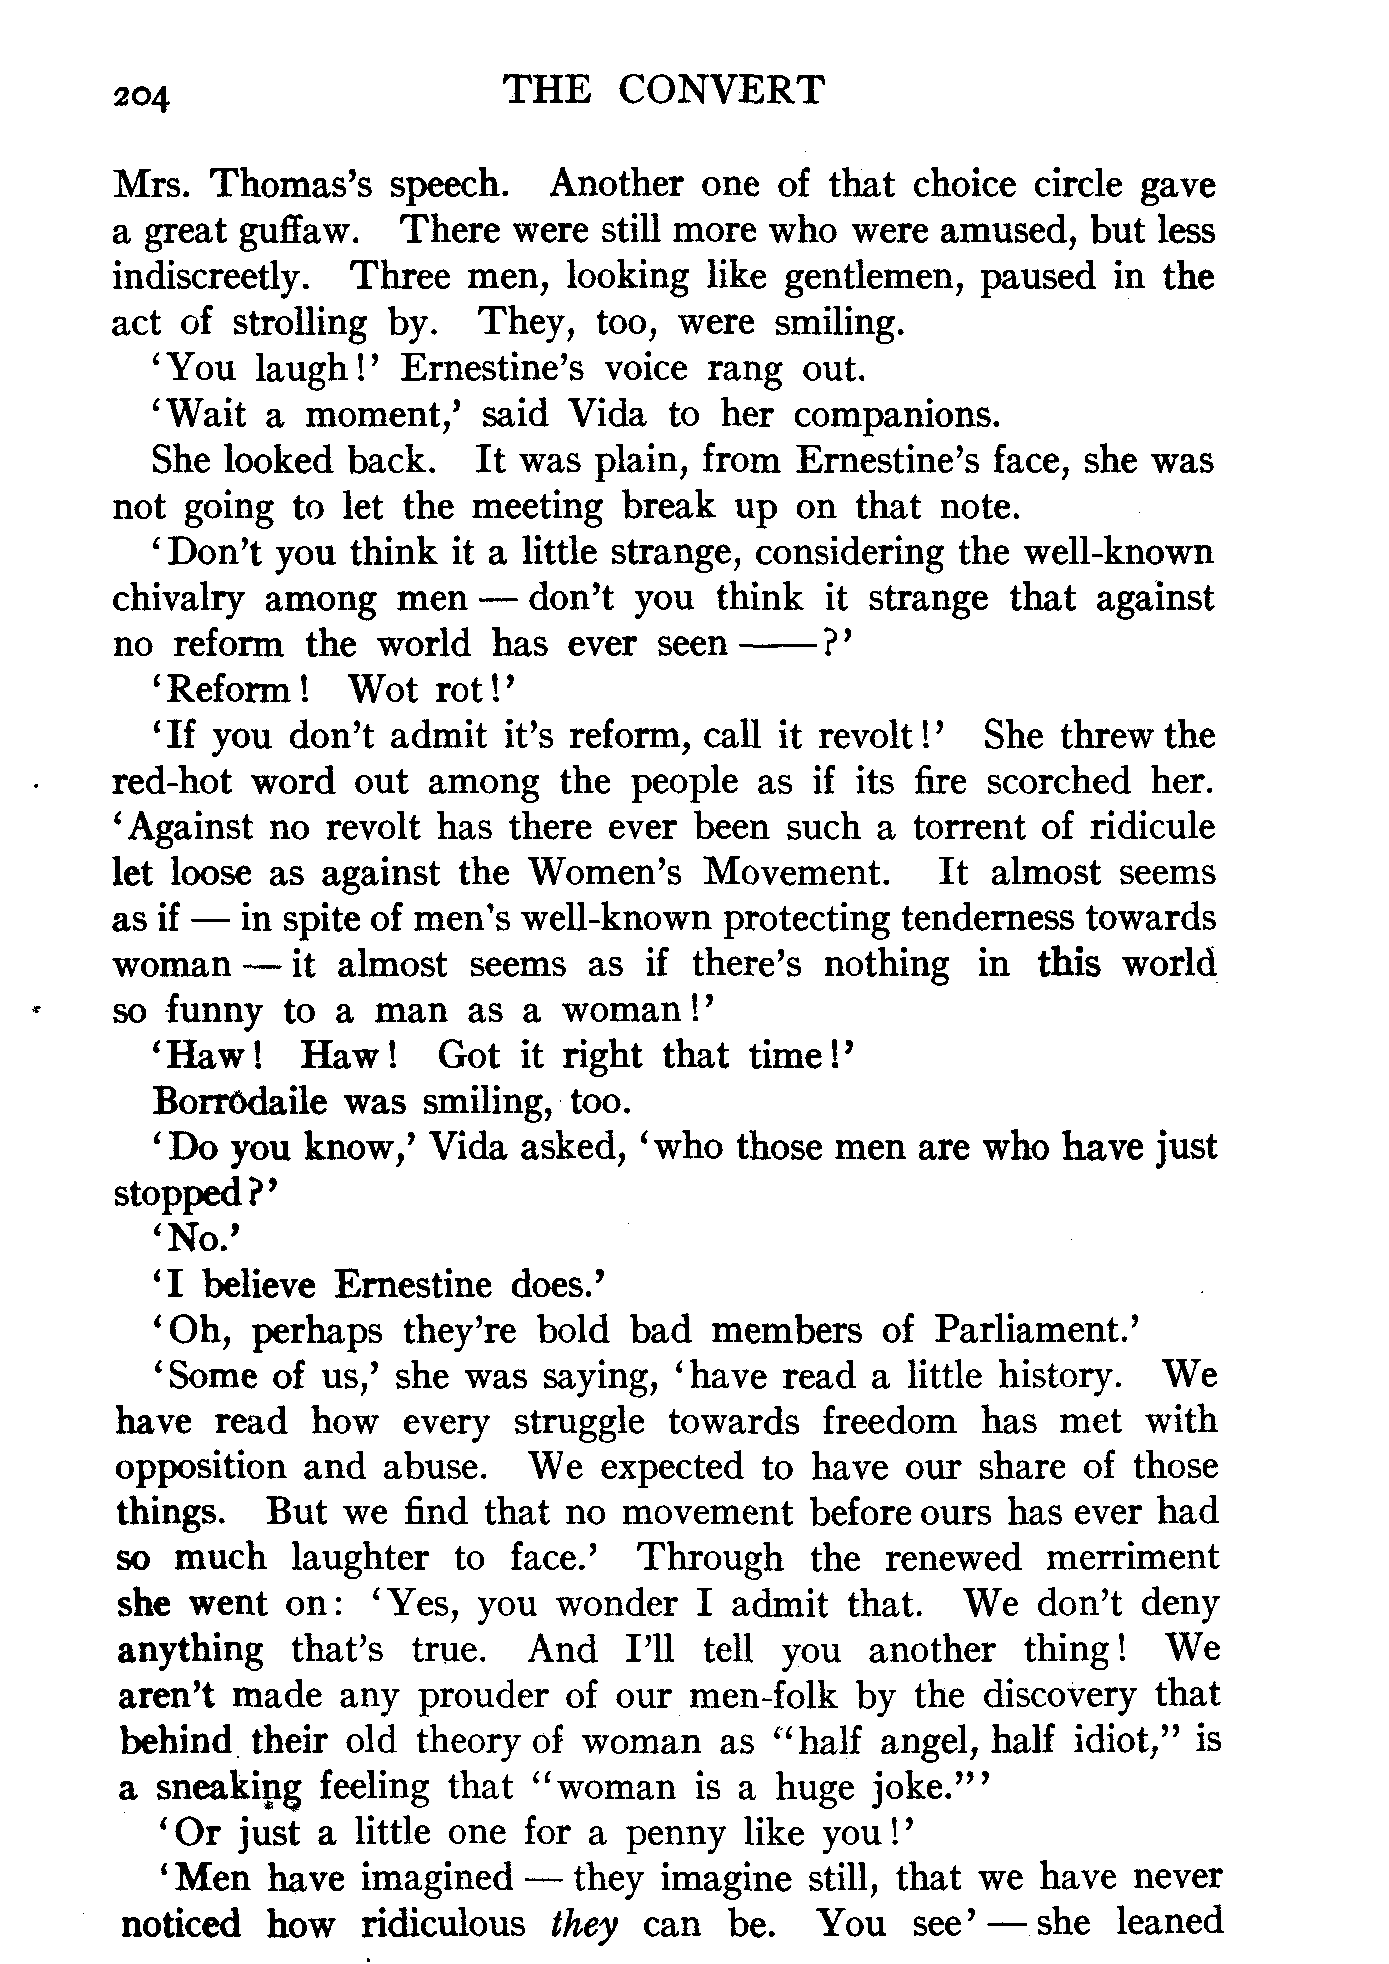 204 THE CONVERT
Mrs. Thomas's speech. Another one of that choice circle gave
a great guffaw. There were still more who were amused, but less
indiscreetly. Three men, looking like gentlemen, paused in the
act of strolling by. They, too, were smiling.
‘You laugh!’ Ernestine’s voice rang out.
‘Wait a moment,’ said Vida to her companions.
She looked back. It was plain, from Ernestine’s face, she was
not going to let the meeting break up on that note.
‘Don’t you think it a little strange, considering the well-known
chivalry among men — don’t you think it strange that against
no reform the world has ever seen ——?’
‘Reform! Wot rot!’
‘If you don’t admit it’s reform, call it revolt!’ She threw the
red-hot word out among the people as if its fire scorched her.
‘Against no revolt has there ever been such a torrent of ridicule
let loose as against the Women’s Movement. It almost seems
as if — in spite of men’s well-known protecting tenderness towards
woman — it almost seems as if there’s nothing in this world
so funny to a man as a woman!’
‘Haw! Haw! Got it right that time!’
Borrodaile was smiling, too.
‘Do you know,’ Vida asked, ‘who those men are who have just
stopped?’
‘No.’
‘I believe Ernestine does.’
‘Oh, perhaps they’re bold bad members of Parliament.’
‘Some of us,’ she was saying, ‘have read a little history. We
have read how every struggle towards freedom has met with
opposition and abuse. We expected to have our share of those
things. But we find that no movement before ours has ever had
so much laughter to face.’ Through the renewed merriment
she went on: ‘Yes, you wonder I admit that. We don’t deny
anything that’s true. And I’ll tell you another thing! We
aren’t made any prouder of our men-folk by the discovery that
behind their old theory of woman as “half angel, half idiot,” is
a sneaking feeling that “woman is a huge joke.”’
‘Or just a little one for a penny like you!’
‘Men have imagined — they imagine still, that we have never
noticed how ridiculous they can be. You see’ — she leaned